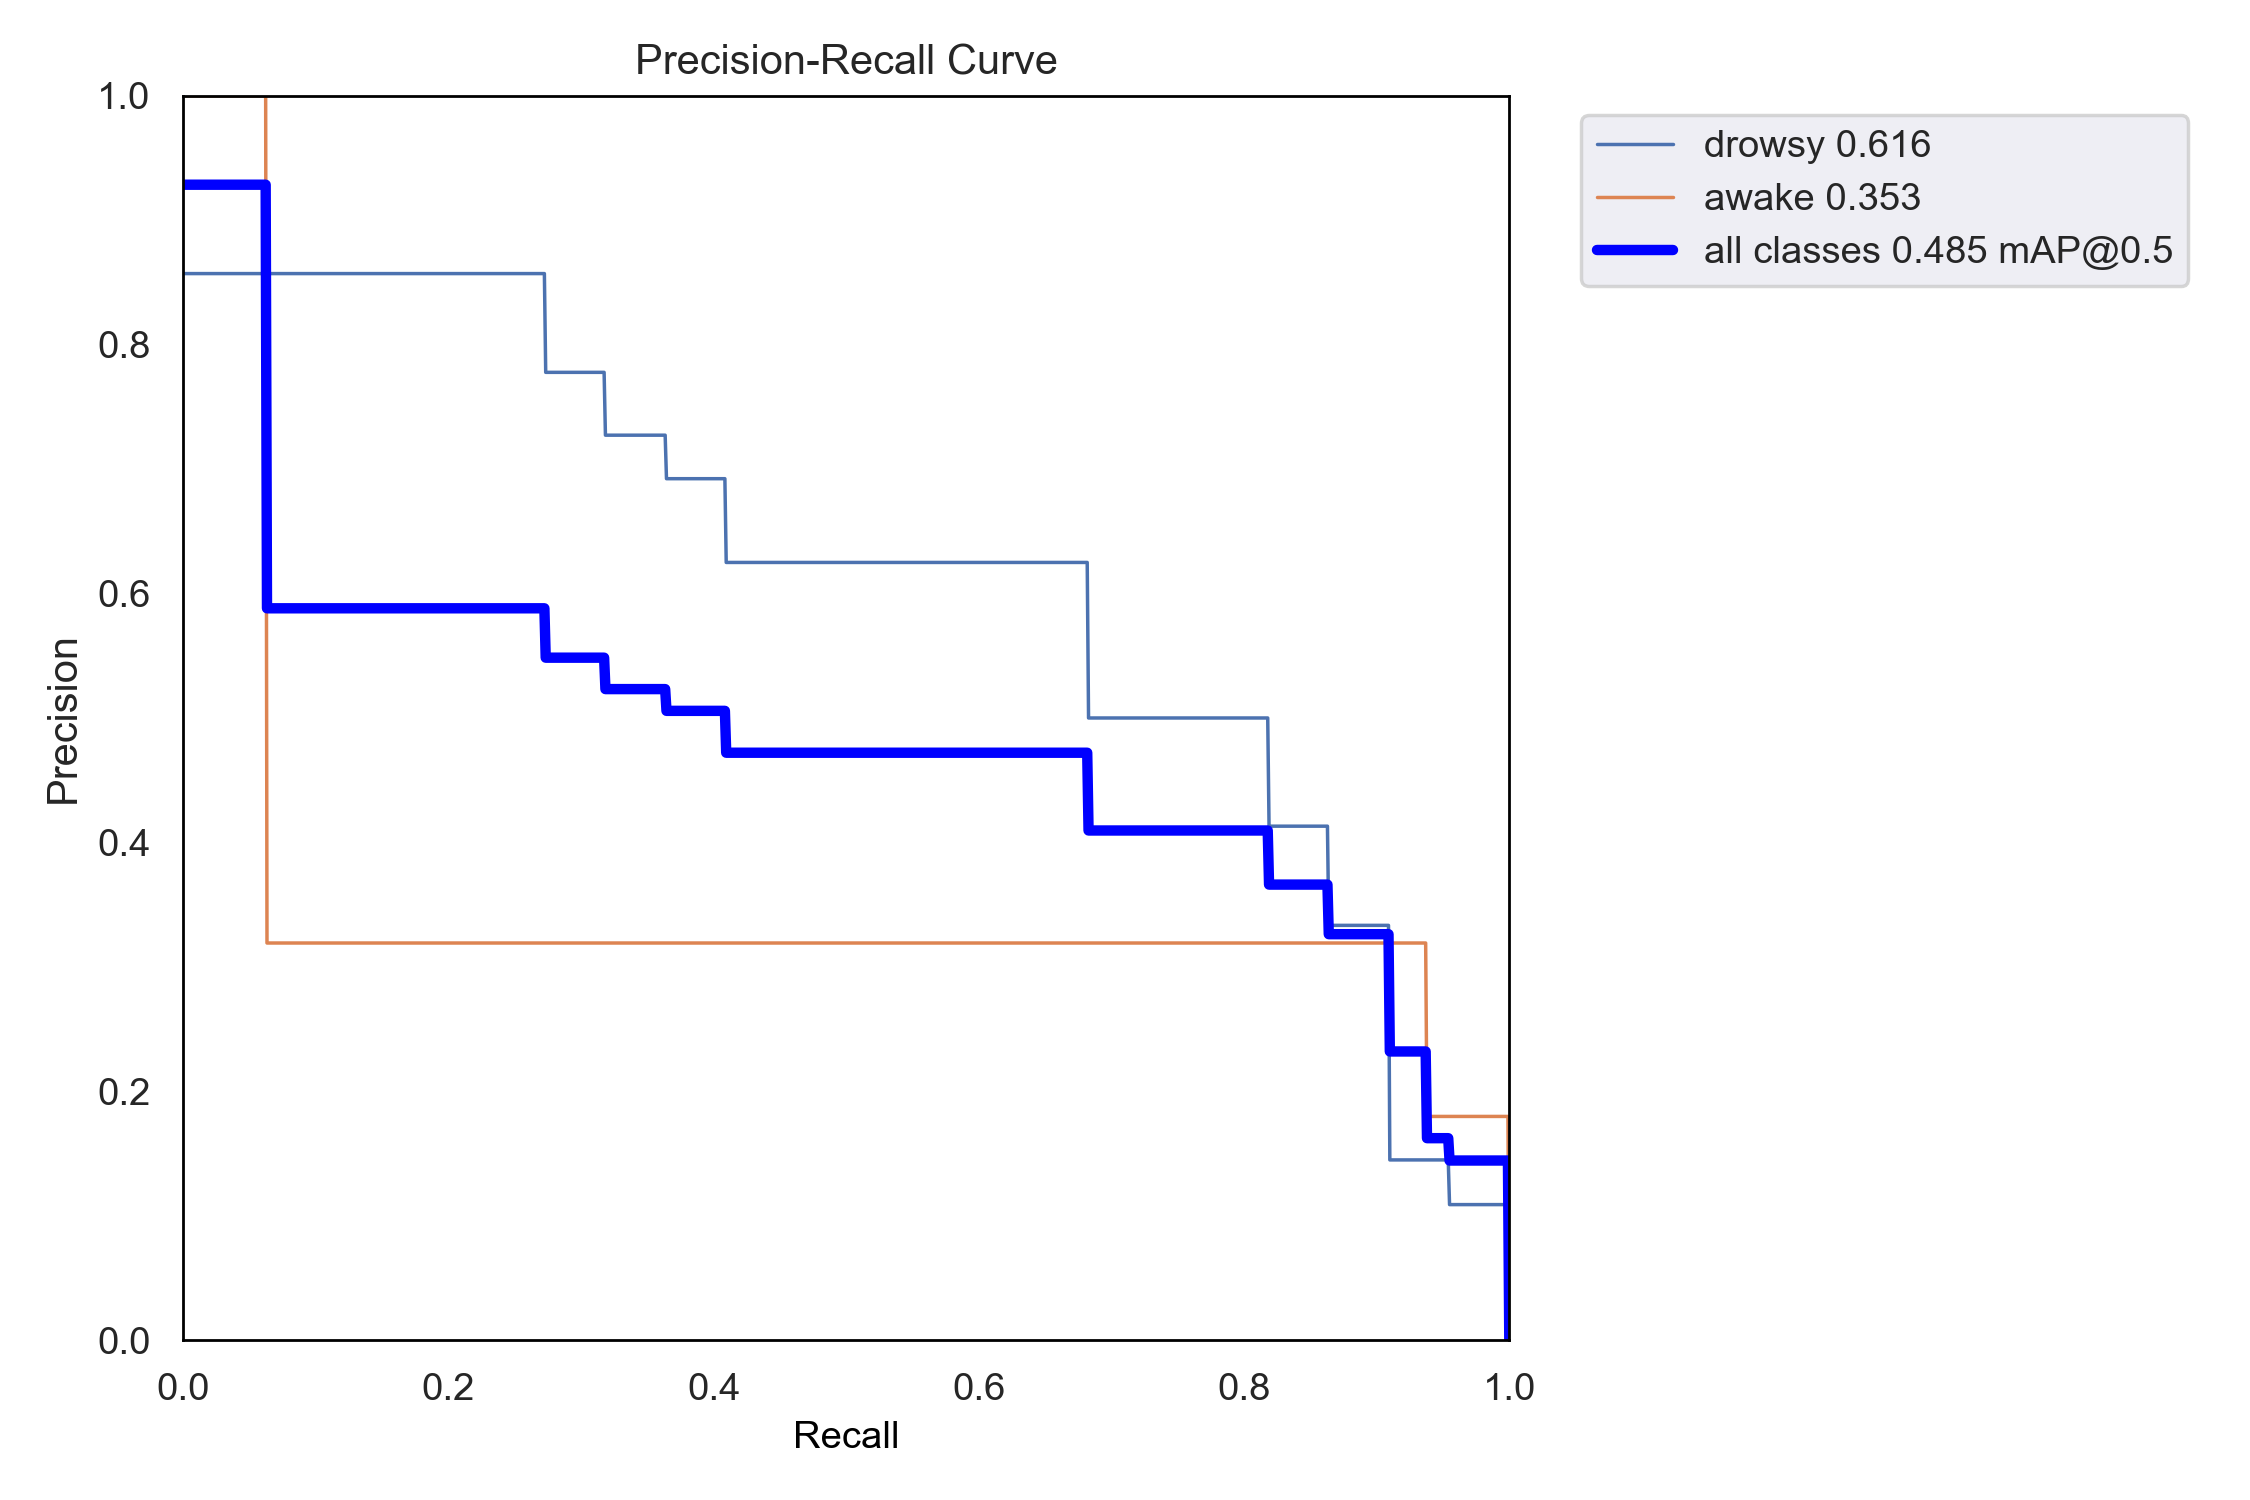 Precision-Recall Curve
1.0
0.8
0.6
0.4
0.2
0.0
Precision
0.0 0.2 0.4 0.6 0.8 1.0
Recall
drowsy 0.616
awake 0.353
all classes 0.485 mAP@0.5